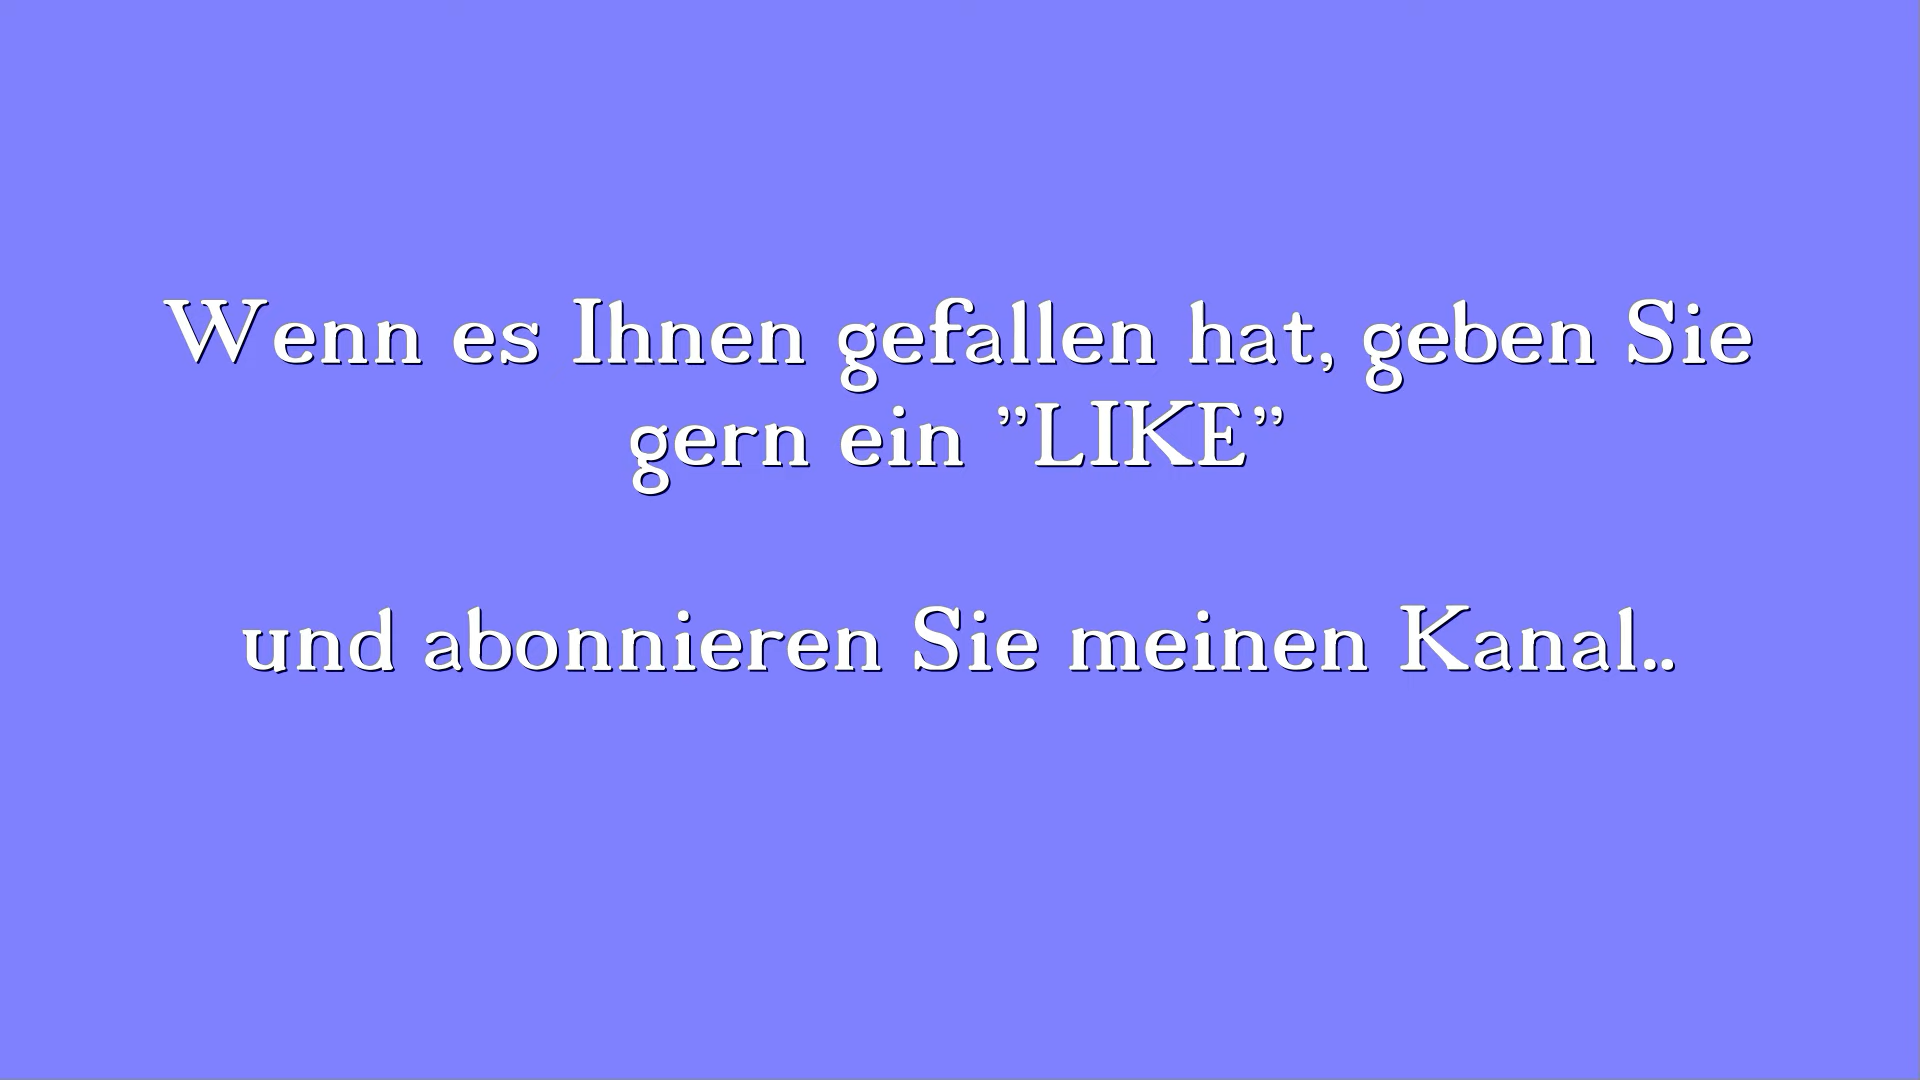 Wenn es Ihnen gefallen hat, geben Sie
gern ein ”LIKE”
und abonnieren Sie meinen Kanal..